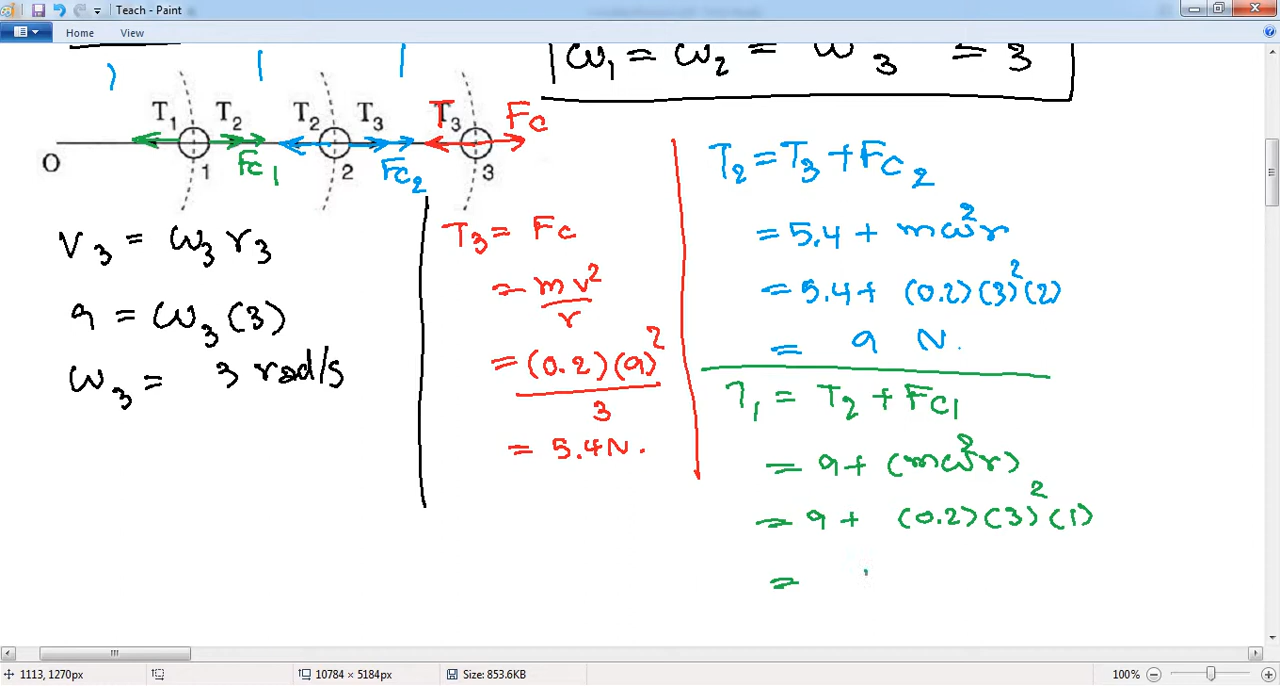 Teach - Paint
Home View
ω₁ = ω₂ = ω₃ = 3
T₁ T₂ T₂ T₃ T₃ Fc
T
O 1 Fc₁ 2 Fc₂ 3
V₃ = ω₃ r₃
9 = ω₃ (3)
ω₃ = 3 rad/s
T₃ = Fc
= mv²/r
= (0.2)(9)²/3
= 5.4N.
T₂ = T₃ + Fc₂
= 5.4 + mω²r
= 5.4 + (0.2)(3)²(2)
= 9 N.
T₁ = T₂ + Fc₁
= 9 + (mω²r)
= 9 + (0.2)(3)²(1)
=
1113, 1270px 10784 × 5184px Size: 853.6KB 100%